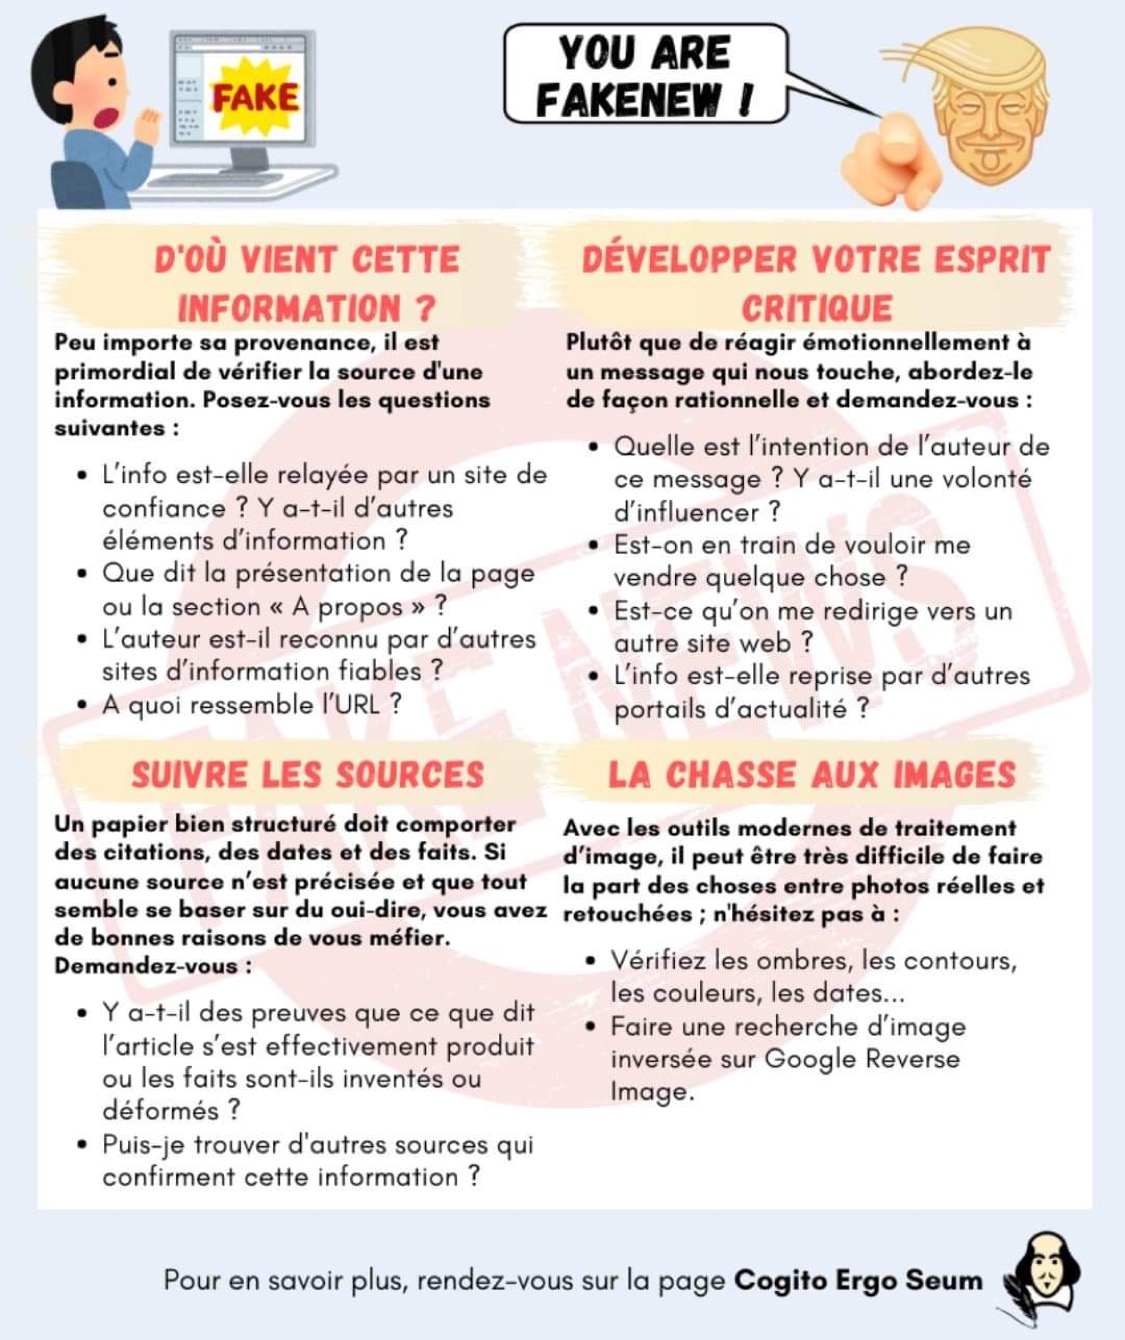 FAKE
YOU ARE
FAKENEW !
D'OÙ VIENT CETTE
INFORMATION ?
Peu importe sa provenance, il est
primordial de vérifier la source d'une
information. Posez-vous les questions
suivantes :
• L'info est-elle relayée par un site de
confiance ? Y a-t-il d'autres
éléments d'information ?
• Que dit la présentation de la page
ou la section « A propos » ?
• L'auteur est-il reconnu par d'autres
sites d'information fiables ?
• A quoi ressemble l'URL ?
DÉVELOPPER VOTRE ESPRIT
CRITIQUE
Plutôt que de réagir émotionnellement à
un message qui nous touche, abordez-le
de façon rationnelle et demandez-vous :
• Quelle est l'intention de l'auteur de
ce message ? Y a-t-il une volonté
d'influencer ?
• Est-on en train de vouloir me
vendre quelque chose ?
• Est-ce qu'on me redirige vers un
autre site web ?
• L'info est-elle reprise par d'autres
portails d'actualité ?
SUIVRE LES SOURCES
Un papier bien structuré doit comporter
des citations, des dates et des faits. Si
aucune source n'est précisée et que tout
semble se baser sur du oui-dire, vous avez
de bonnes raisons de vous méfier.
Demandez-vous :
• Y a-t-il des preuves que ce que dit
l'article s'est effectivement produit
ou les faits sont-ils inventés ou
déformés ?
• Puis-je trouver d'autres sources qui
confirment cette information ?
LA CHASSE AUX IMAGES
Avec les outils modernes de traitement
d'image, il peut être très difficile de faire
la part des choses entre photos réelles et
retouchées ; n'hésitez pas à :
• Vérifiez les ombres, les contours,
les couleurs, les dates...
• Faire une recherche d'image
inversée sur Google Reverse
Image.
FAKE NEWS
Pour en savoir plus, rendez-vous sur la page Cogito Ergo Seum